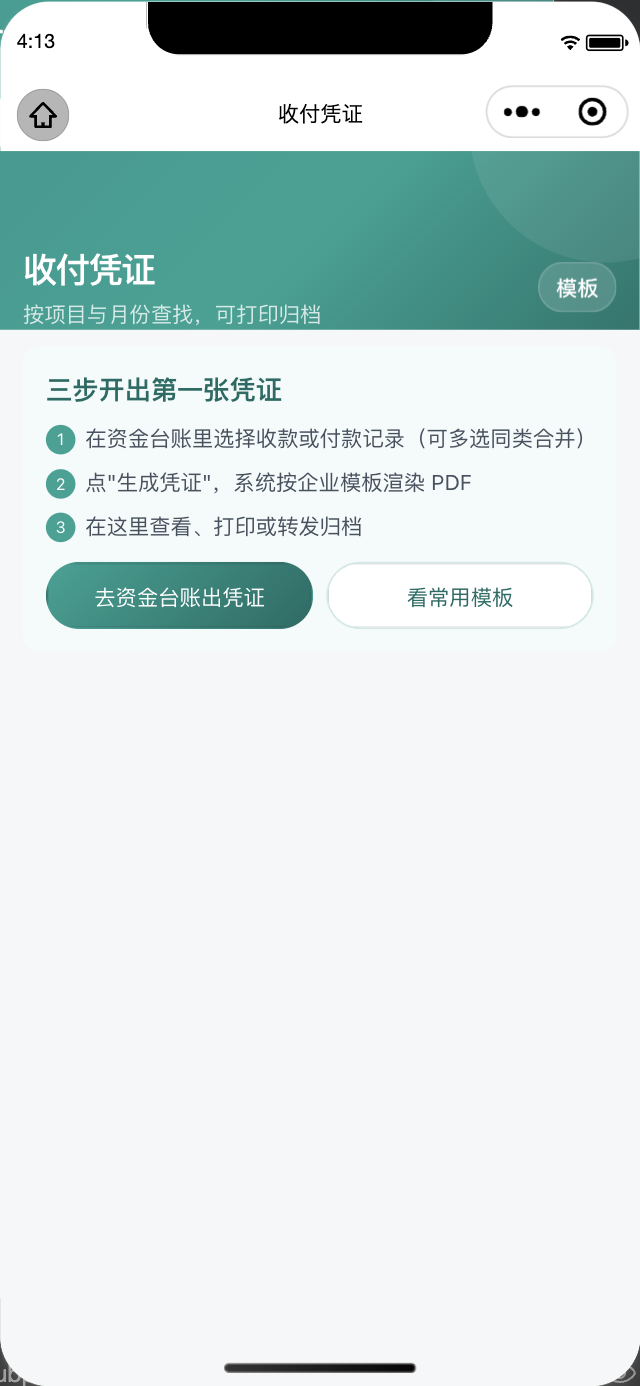 4:13
收付凭证
收付凭证
模板
按项目与月份查找，可打印归档
三步开出第一张凭证
1 在资金台账里选择收款或付款记录（可多选同类合并）
2 点"生成凭证"，系统按企业模板渲染 PDF
3 在这里查看、打印或转发归档
去资金台账出凭证
看常用模板